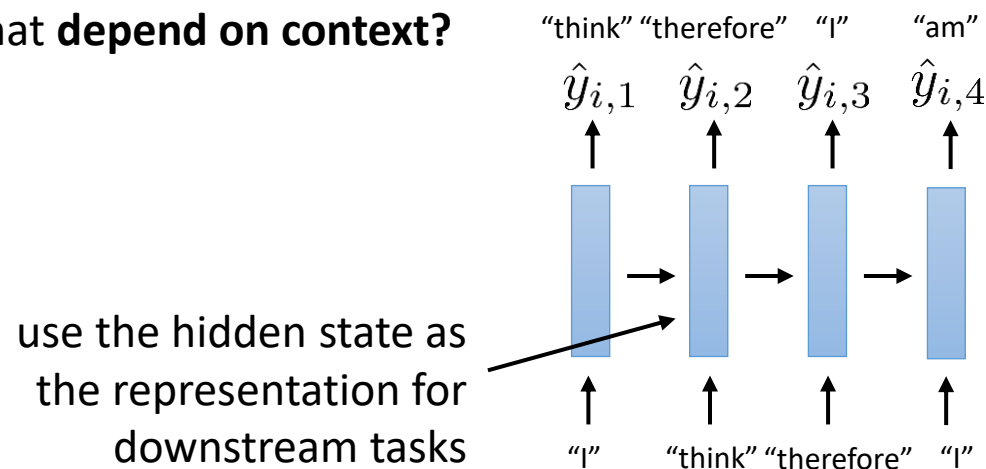 depend on context?
“think” “therefore” “I” “am”
ŷi,1 ŷi,2 ŷi,3 ŷi,4
use the hidden state as
the representation for
downstream tasks
“I” “think” “therefore” “I”